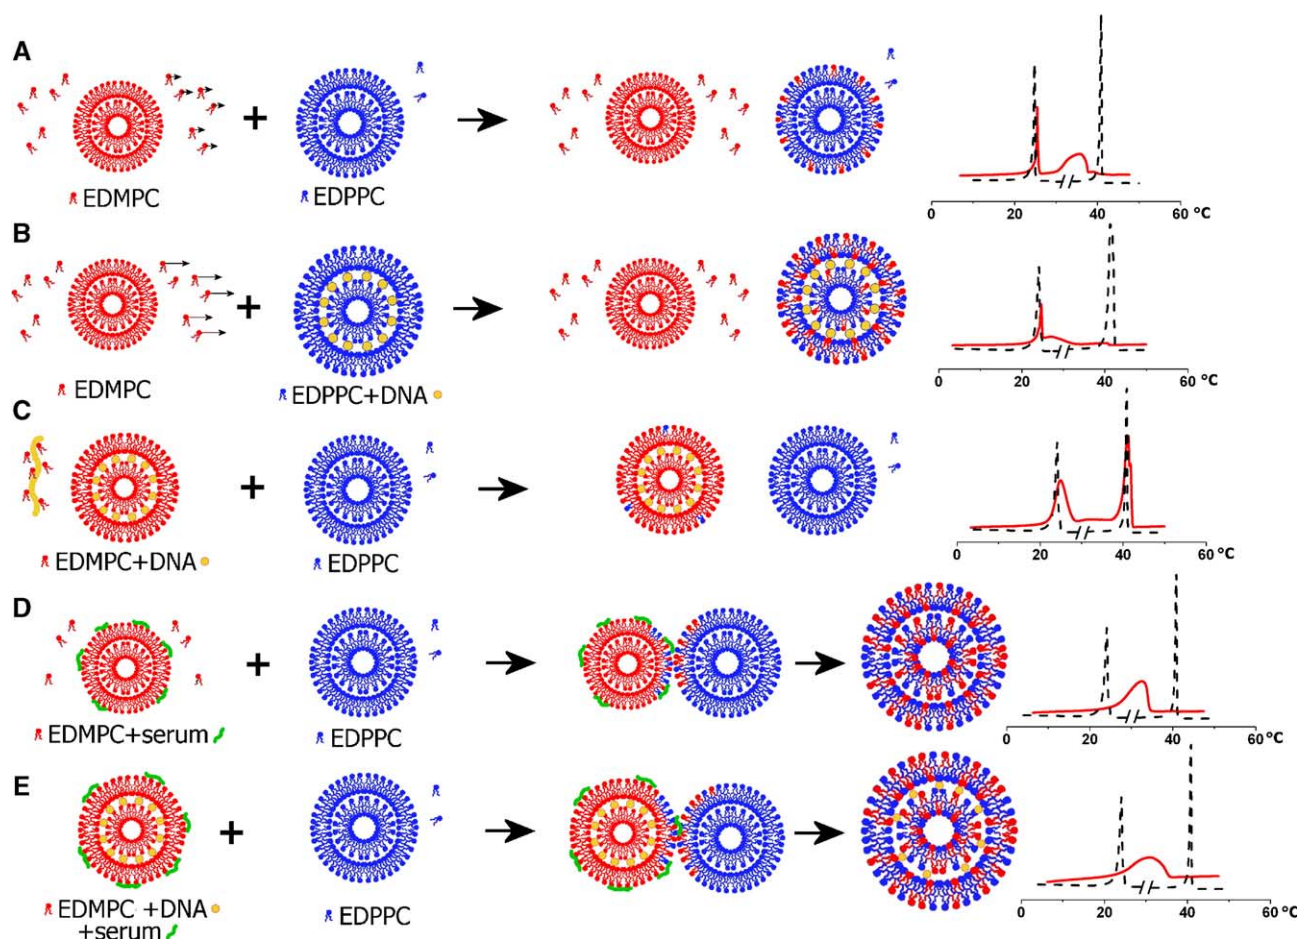 A
EDMPC
EDPPC
0 20 40 60 °C
B
EDMPC
EDPPC+DNA
0 20 40 60 °C
C
EDMPC+DNA
EDPPC
0 20 40 60 °C
D
EDMPC+serum
EDPPC
0 20 40 60 °C
E
EDMPC +DNA
+serum
EDPPC
0 20 40 60 °C